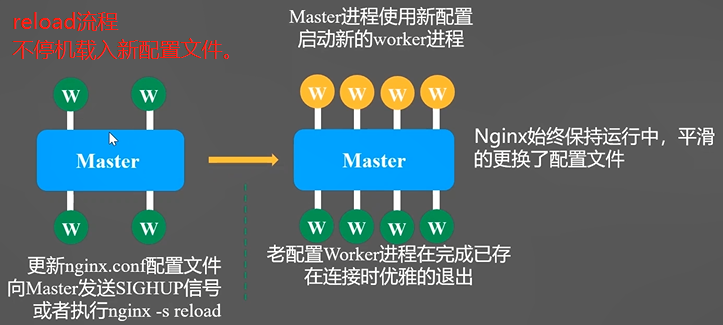 reload流程
不停机载入新配置文件。
W
W
Master
W
W
更新nginx.conf配置文件
向Master发送SIGHUP信号
或者执行nginx -s reload
Master进程使用新配置
启动新的worker进程
W
W
W
W
Master
W
W
W
W
老配置Worker进程在完成已存
在连接时优雅的退出
Nginx始终保持运行中，平滑
的更换了配置文件